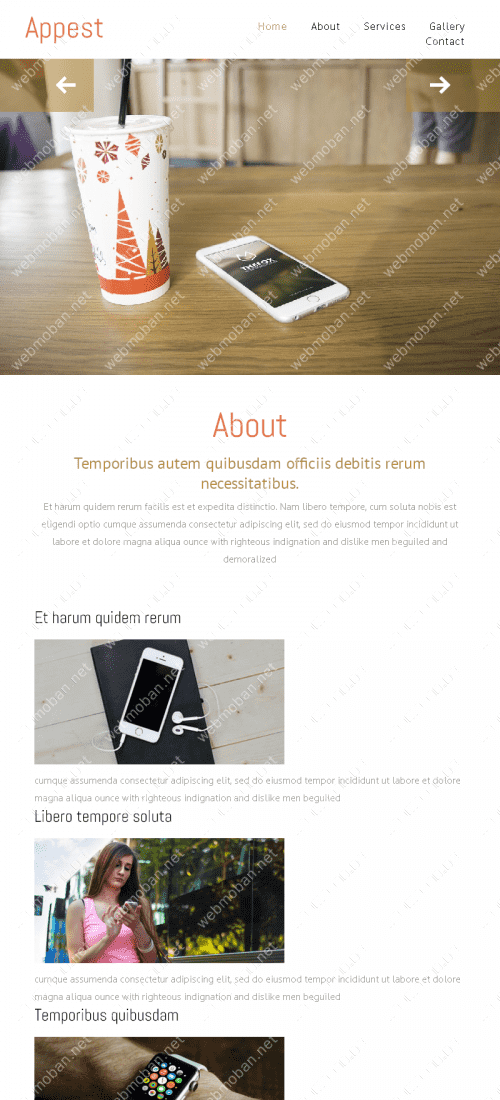 Appest
Home About Services Gallery
Contact
webmoban.net
About
Temporibus autem quibusdam officiis debitis rerum
necessitatibus.
Et harum quidem rerum facilis est et expedita distinctio. Nam libero tempore, cum soluta nobis est
eligendi optio cumque assumenda consectetur adipiscing elit, sed do eiusmod tempor incididunt ut
labore et dolore magna aliqua ounce with righteous indignation and dislike men beguiled and
demoralized
Et harum quidem rerum
cumque assumenda consectetur adipiscing elit, sed do eiusmod tempor incididunt ut labore et dolore
magna aliqua ounce with righteous indignation and dislike men beguiled
Libero tempore soluta
cumque assumenda consectetur adipiscing elit, sed do eiusmod tempor incididunt ut labore et dolore
magna aliqua ounce with righteous indignation and dislike men beguiled
Temporibus quibusdam